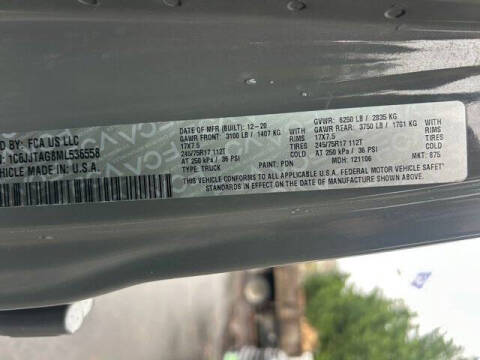 D BY: FCA US LLC
1C6JJTAG8ML536558
HICLE MADE IN: U.S.A.
DATE OF MFR (BUILT) 12-20
GAWR FRONT: 3100 LB / 1407 KG
17X7.5 RIMS
245/75R17 112T TIRES
AT 250 kPa / 36 PSI COLD
TYPE: TRUCK PAINT: PDN
GVWR: 6250 LB / 2835 KG
GAWR REAR: 3750 LB / 1701 KG
17X7.5 RIMS
245/75R17 112T TIRES
AT 250 kPa / 36 PSI COLD
MDH: 121106 MKT: 675
THIS VEHICLE CONFORMS TO ALL APPLICABLE U.S.A. FEDERAL MOTOR VEHICLE
SAFETY STANDARDS IN EFFECT ON THE DATE OF MANUFACTURE SHOWN ABOVE